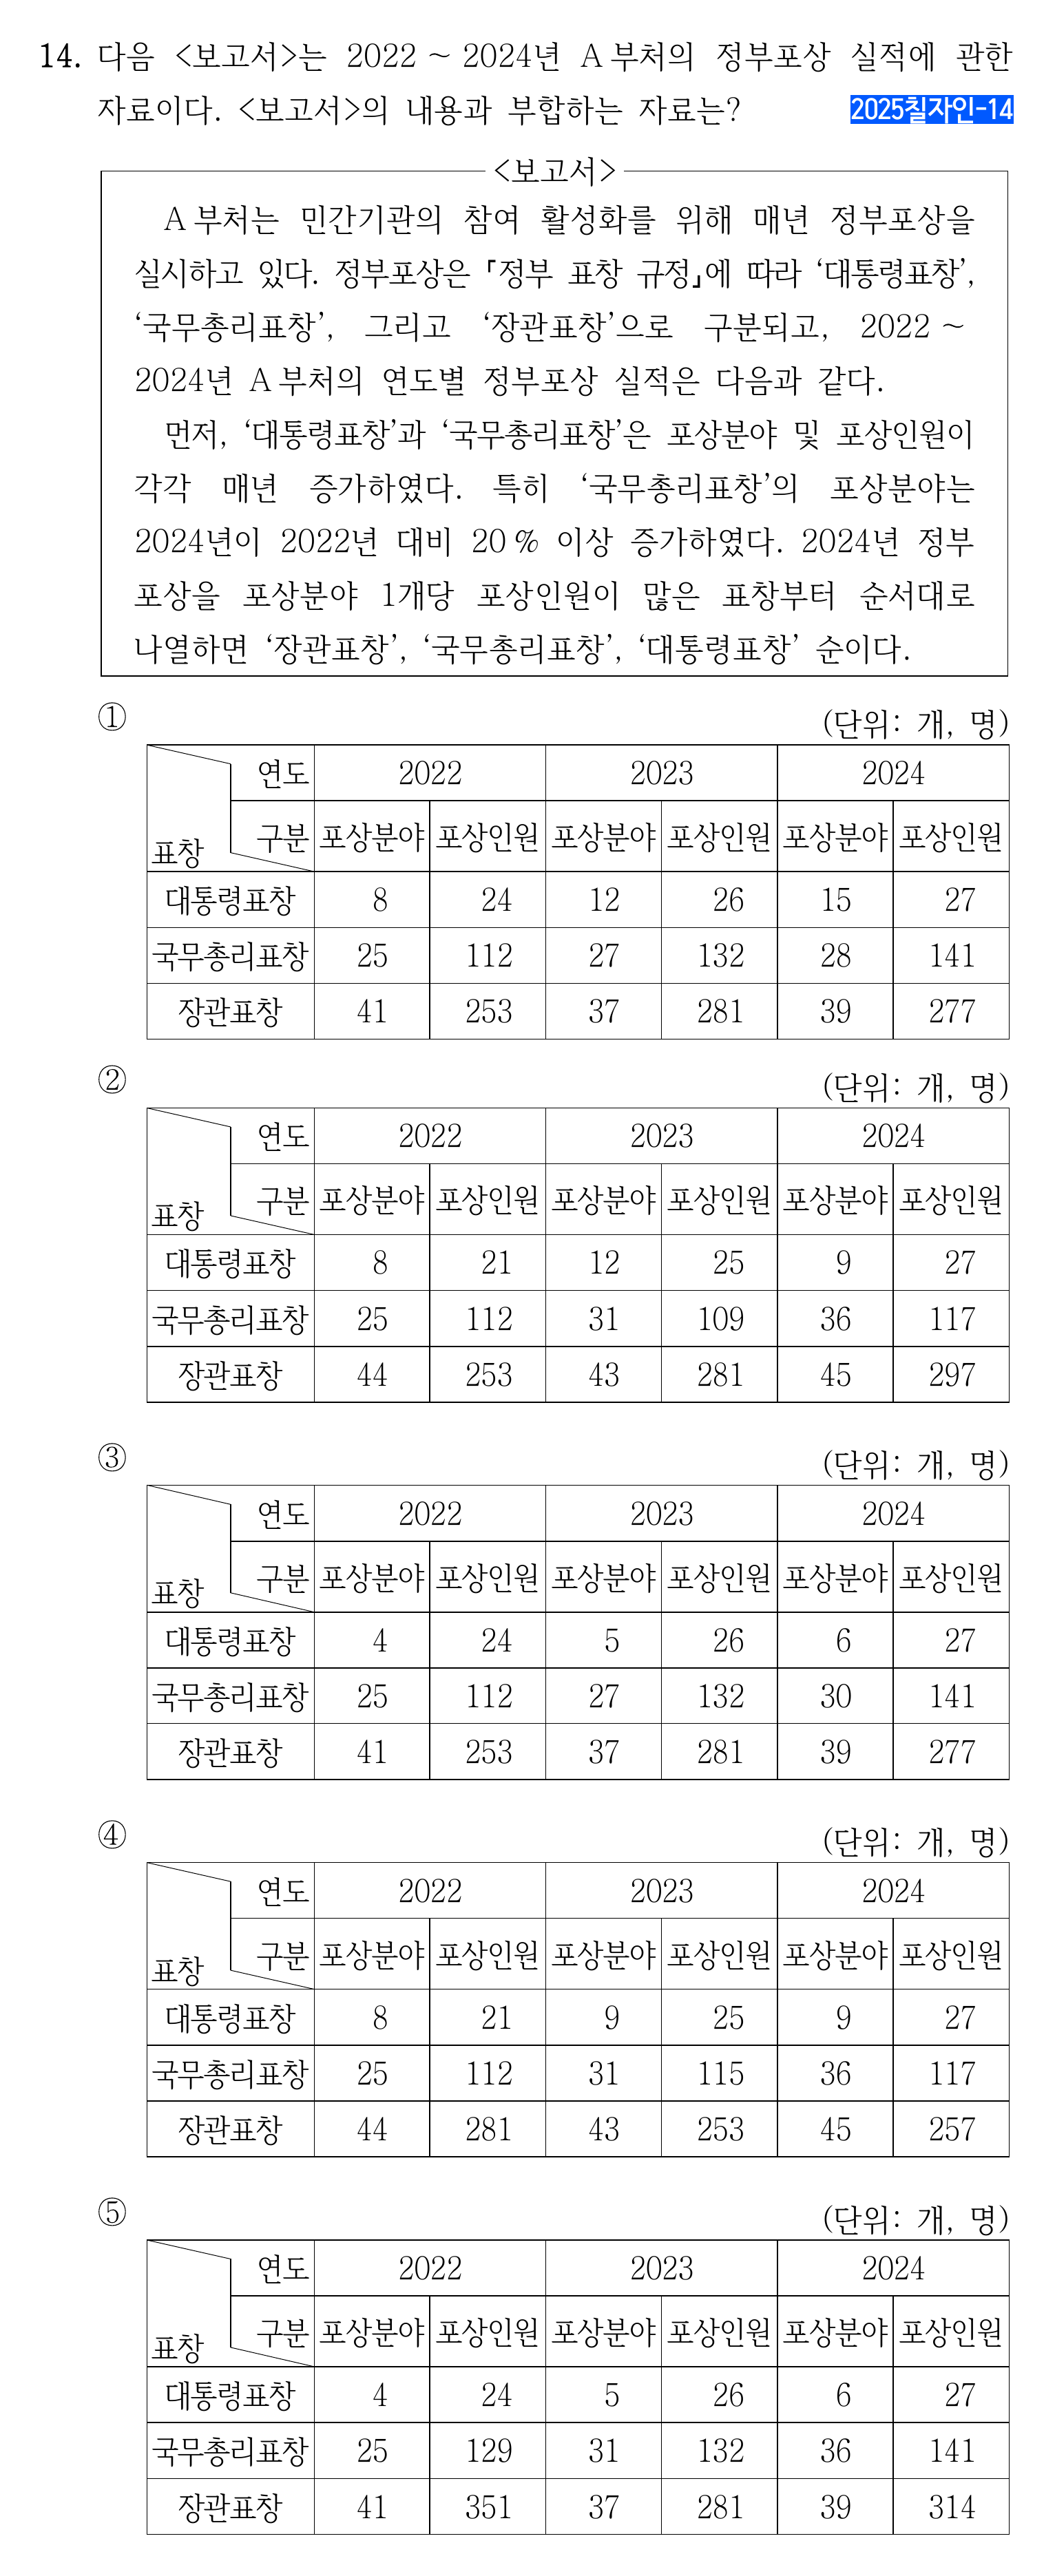 14. 다음 <보고서>는 2022 ~ 2024년 A 부처의 정부포상 실적에 관한
자료이다. <보고서>의 내용과 부합하는 자료는?
2025칠자인-14
<보고서>
A 부처는 민간기관의 참여 활성화를 위해 매년 정부포상을
실시하고 있다. 정부포상은 「정부 표창 규정」에 따라 ‘대통령표창’,
‘국무총리표창’, 그리고 ‘장관표창’으로 구분되고, 2022 ~
2024년 A 부처의 연도별 정부포상 실적은 다음과 같다.
먼저, ‘대통령표창’과 ‘국무총리표창’은 포상분야 및 포상인원이
각각 매년 증가하였다. 특히 ‘국무총리표창’의 포상분야는
2024년이 2022년 대비 20 % 이상 증가하였다. 2024년 정부
포상을 포상분야 1개당 포상인원이 많은 표창부터 순서대로
나열하면 ‘장관표창’, ‘국무총리표창’, ‘대통령표창’ 순이다.
①
(단위: 개, 명)
연도 2022 2023 2024
표창 구분 포상분야 포상인원 포상분야 포상인원 포상분야 포상인원
대통령표창 8 24 12 26 15 27
국무총리표창 25 112 27 132 28 141
장관표창 41 253 37 281 39 277
②
(단위: 개, 명)
연도 2022 2023 2024
표창 구분 포상분야 포상인원 포상분야 포상인원 포상분야 포상인원
대통령표창 8 21 12 25 9 27
국무총리표창 25 112 31 109 36 117
장관표창 44 253 43 281 45 297
③
(단위: 개, 명)
연도 2022 2023 2024
표창 구분 포상분야 포상인원 포상분야 포상인원 포상분야 포상인원
대통령표창 4 24 5 26 6 27
국무총리표창 25 112 27 132 30 141
장관표창 41 253 37 281 39 277
④
(단위: 개, 명)
연도 2022 2023 2024
표창 구분 포상분야 포상인원 포상분야 포상인원 포상분야 포상인원
대통령표창 8 21 9 25 9 27
국무총리표창 25 112 31 115 36 117
장관표창 44 281 43 253 45 257
⑤
(단위: 개, 명)
연도 2022 2023 2024
표창 구분 포상분야 포상인원 포상분야 포상인원 포상분야 포상인원
대통령표창 4 24 5 26 6 27
국무총리표창 25 129 31 132 36 141
장관표창 41 351 37 281 39 314